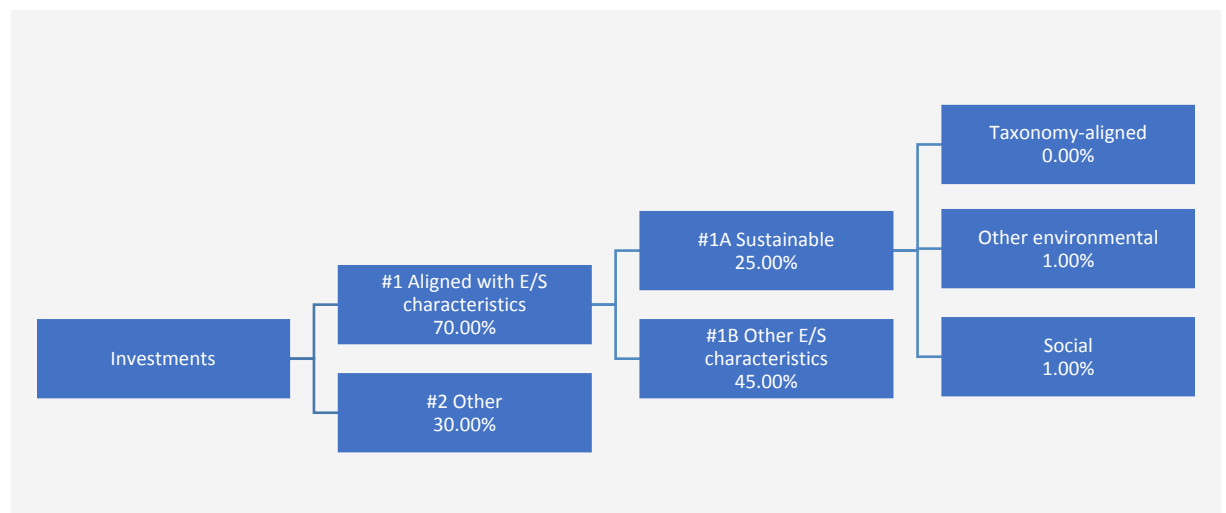 Investments
#1 Aligned with E/S
characteristics
70.00%
#2 Other
30.00%
#1A Sustainable
25.00%
#1B Other E/S
characteristics
45.00%
Taxonomy-aligned
0.00%
Other environmental
1.00%
Social
1.00%